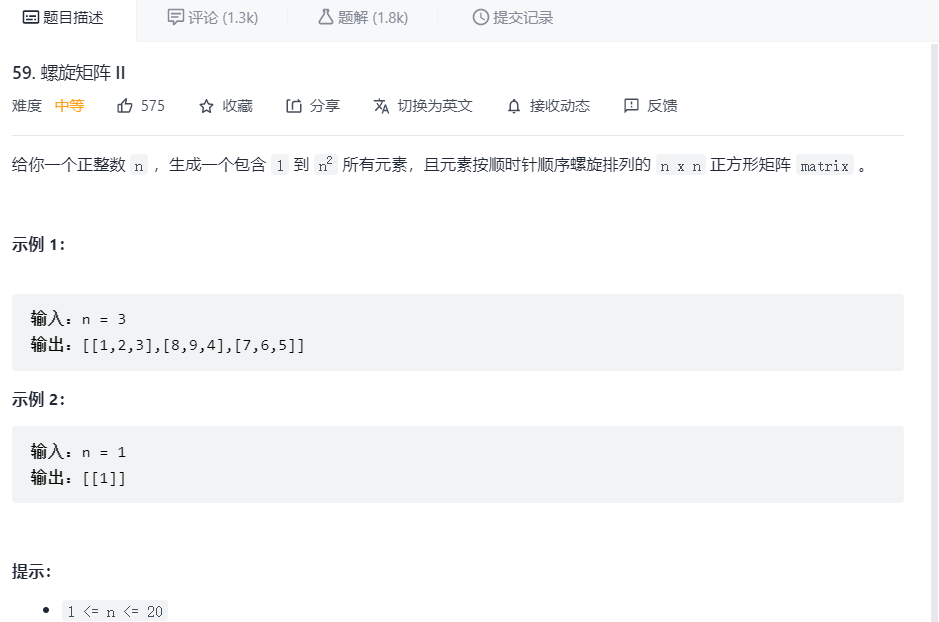 题目描述 评论 (1.3k) 题解 (1.8k) 提交记录
59. 螺旋矩阵 II
难度 中等 575 收藏 分享 切换为英文 接收动态 反馈
给你一个正整数 n ，生成一个包含 1 到 n² 所有元素，且元素按顺时针顺序螺旋排列的 n x n 正方形矩阵 matrix 。
示例 1：
输入：n = 3
输出：[[1,2,3],[8,9,4],[7,6,5]]
示例 2：
输入：n = 1
输出：[[1]]
提示：
• 1 <= n <= 20